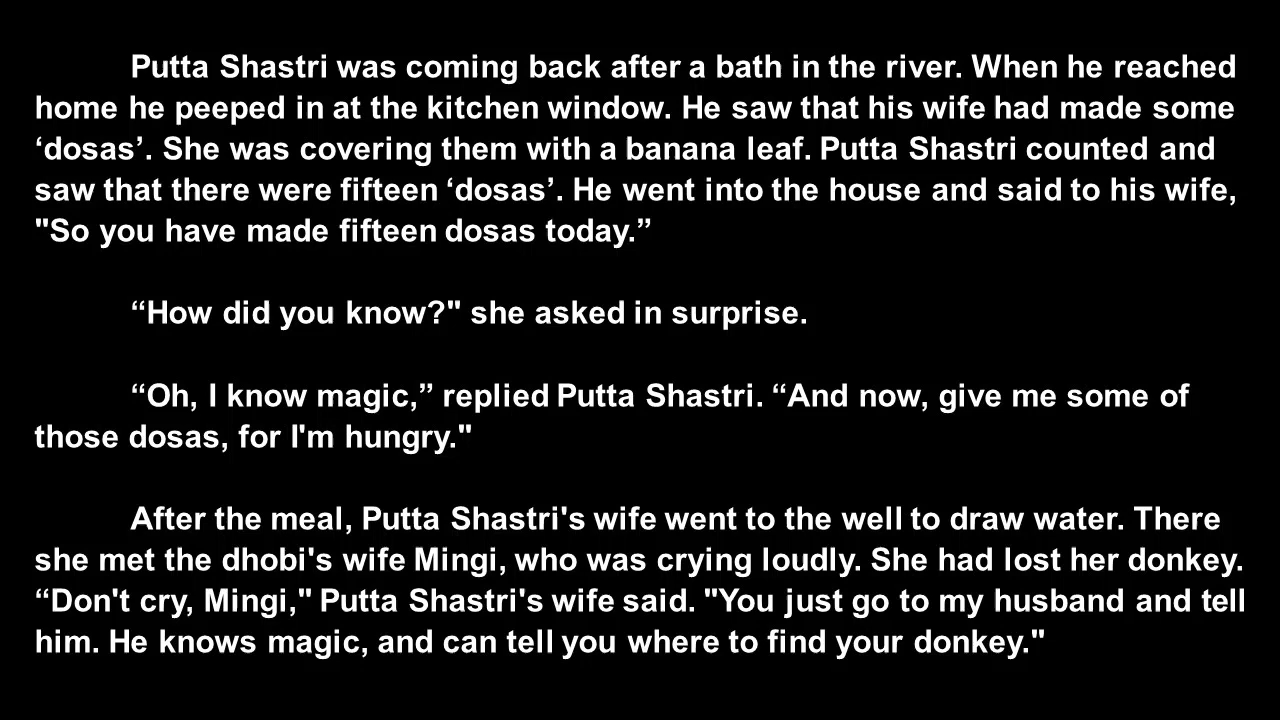 Putta Shastri was coming back after a bath in the river. When he reached
home he peeped in at the kitchen window. He saw that his wife had made some
‘dosas’. She was covering them with a banana leaf. Putta Shastri counted and
saw that there were fifteen ‘dosas’. He went into the house and said to his wife,
"So you have made fifteen dosas today.”
“How did you know?" she asked in surprise.
“Oh, I know magic,” replied Putta Shastri. “And now, give me some of
those dosas, for I'm hungry."
After the meal, Putta Shastri's wife went to the well to draw water. There
she met the dhobi's wife Mingi, who was crying loudly. She had lost her donkey.
“Don't cry, Mingi," Putta Shastri's wife said. "You just go to my husband and tell
him. He knows magic, and can tell you where to find your donkey."